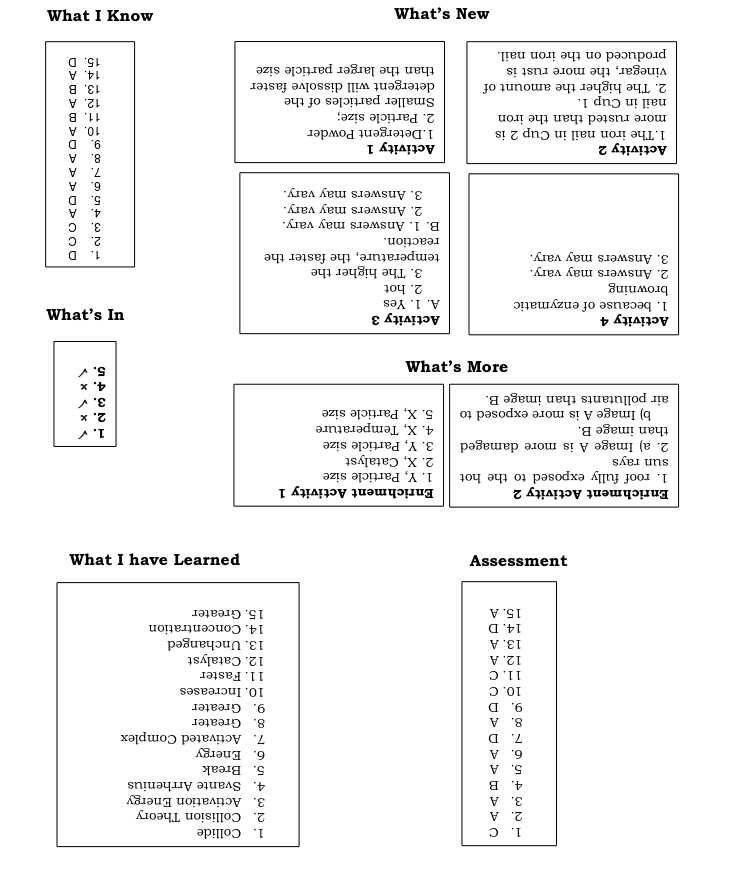 What I Know
1. D
2. C
3. C
4. A
5. D
6. A
7. A
8. A
9. D
10. A
11. B
12. A
13. B
14. A
15. D
What's New
Activity 1
1.Detergent Powder
2. Particle size;
Smaller particles of the
detergent will dissolve faster
than the larger particle size
Activity 2
1.The iron nail in Cup 2 is
more rusted than the iron
nail in Cup 1.
2. The higher the amount of
vinegar, the more rust is
produced on the iron nail.
Activity 3
A. 1. Yes
2. hot
3. The higher the
temperature, the faster the
reaction.
B. 1. Answers may vary.
2. Answers may vary.
3. Answers may vary.
Activity 4
1. because of enzymatic
browning
2. Answers may vary.
3. Answers may vary.
What's In
1. ✓
2. ×
3. ✓
4. ×
5. ✓
What's More
Enrichment Activity 1
1. Y, Particle size
2. X, Catalyst
3. Y, Particle size
4. X, Temperature
5. X, Particle size
Enrichment Activity 2
1. roof fully exposed to the hot
sun rays
2. a) Image A is more damaged
than image B.
b) Image A is more exposed to
air pollutants than image B.
What I have Learned
1. Collide
2. Collision Theory
3. Activation Energy
4. Svante Arrhenius
5. Break
6. Energy
7. Activated Complex
8. Greater
9. Greater
10. Increases
11. Faster
12. Catalyst
13. Unchanged
14. Concentration
15. Greater
Assessment
1. C
2. A
3. A
4. B
5. A
6. A
7. D
8. A
9. D
10. C
11. C
12. A
13. A
14. D
15. A